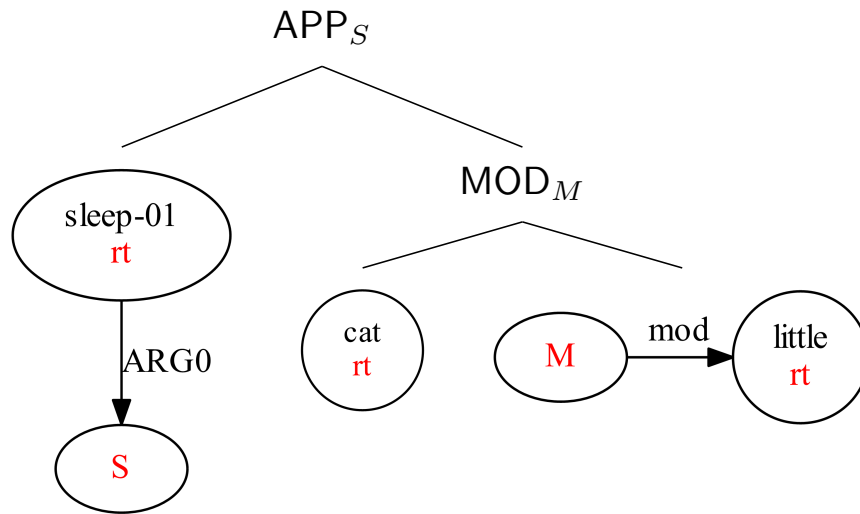 APP_S
MOD_M
sleep-01
rt
ARG0
S
cat
rt
M
mod
little
rt